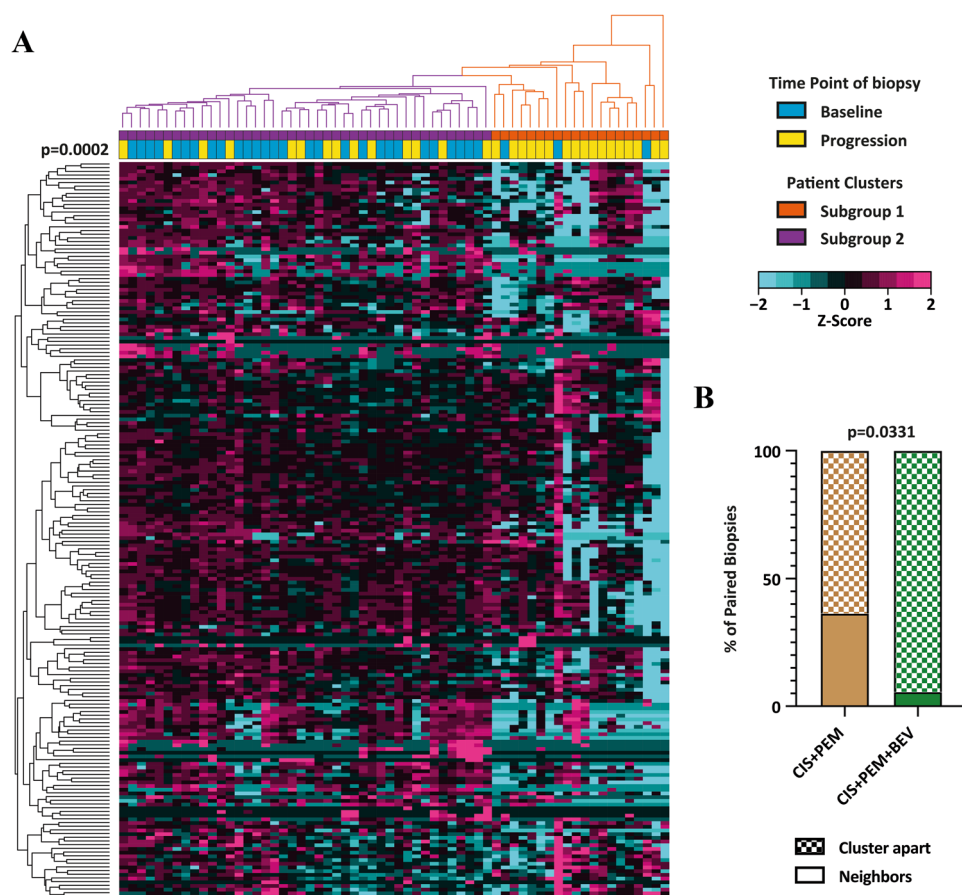 A
p=0.0002
Time Point of biopsy
Baseline
Progression
Patient Clusters
Subgroup 1
Subgroup 2
−2 −1 0 1 2
Z-Score
B
p=0.0331
100
50
0
% of Paired Biopsies
CIS+PEM
CIS+PEM+BEV
Cluster apart
Neighbors